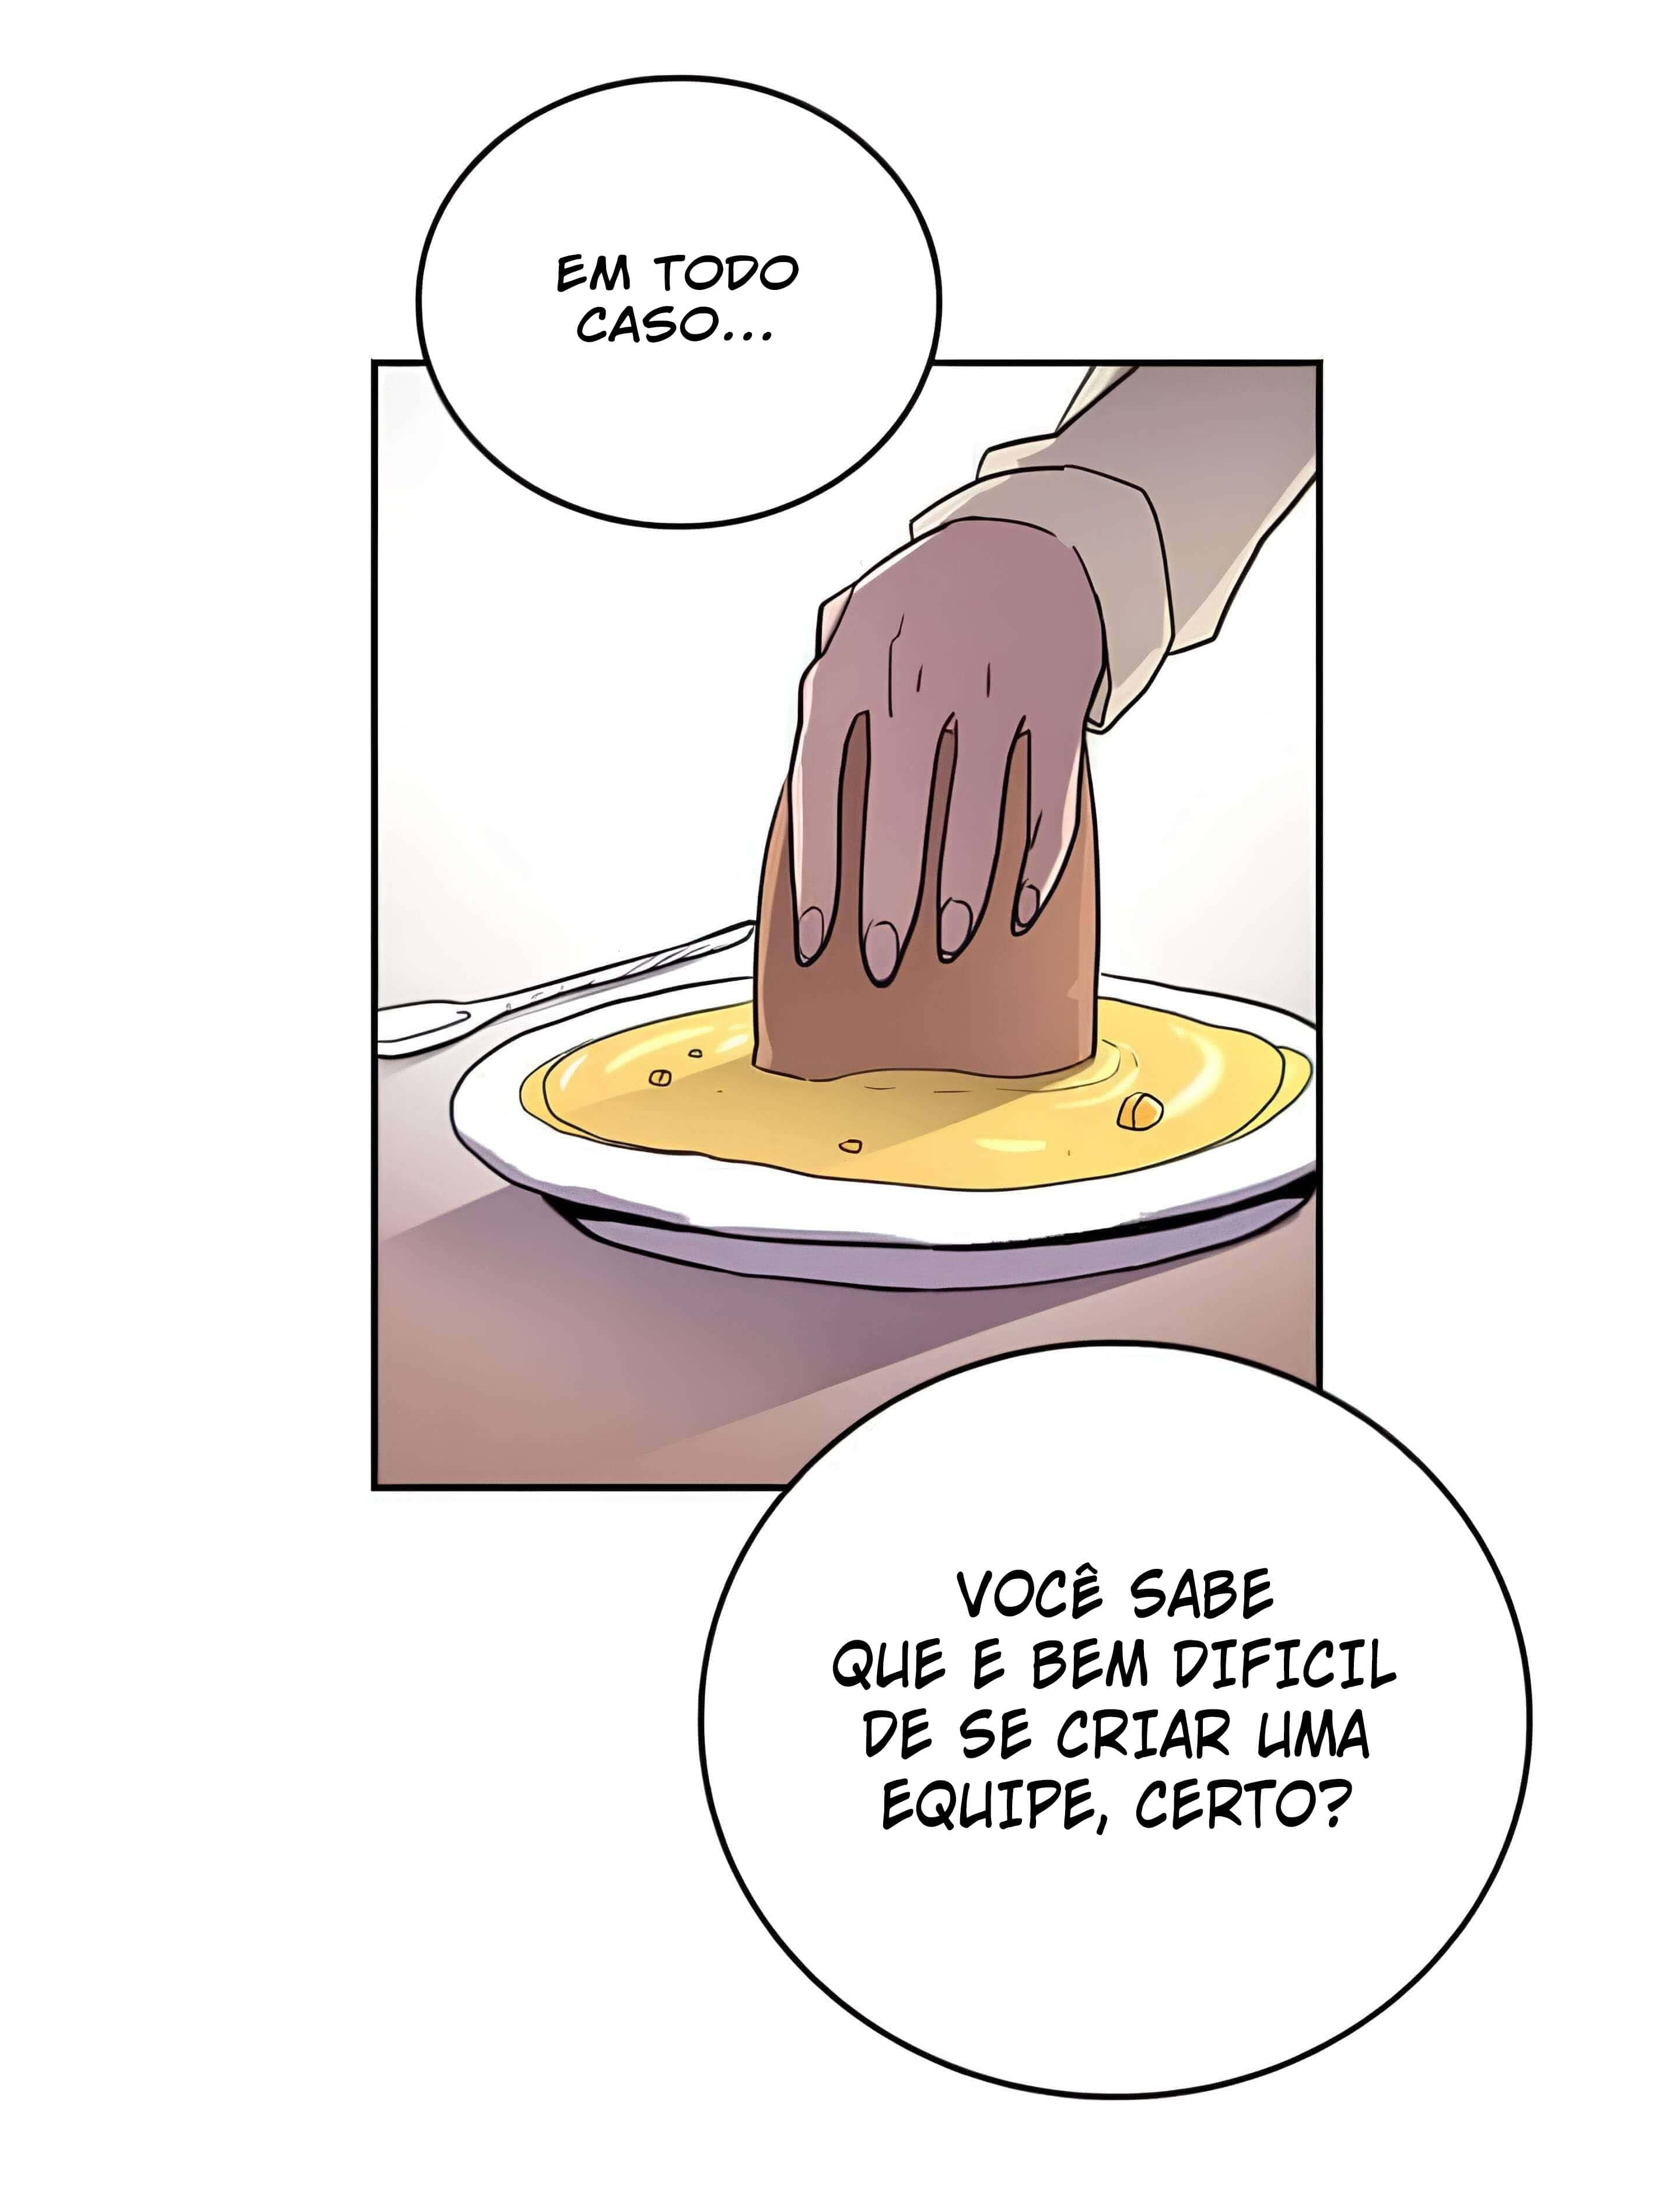 EM TODO
CASO...
VOCÊ SABE
QUE E BEM DIFICIL
DE SE CRIAR UMA
EQUIPE, CERTO?